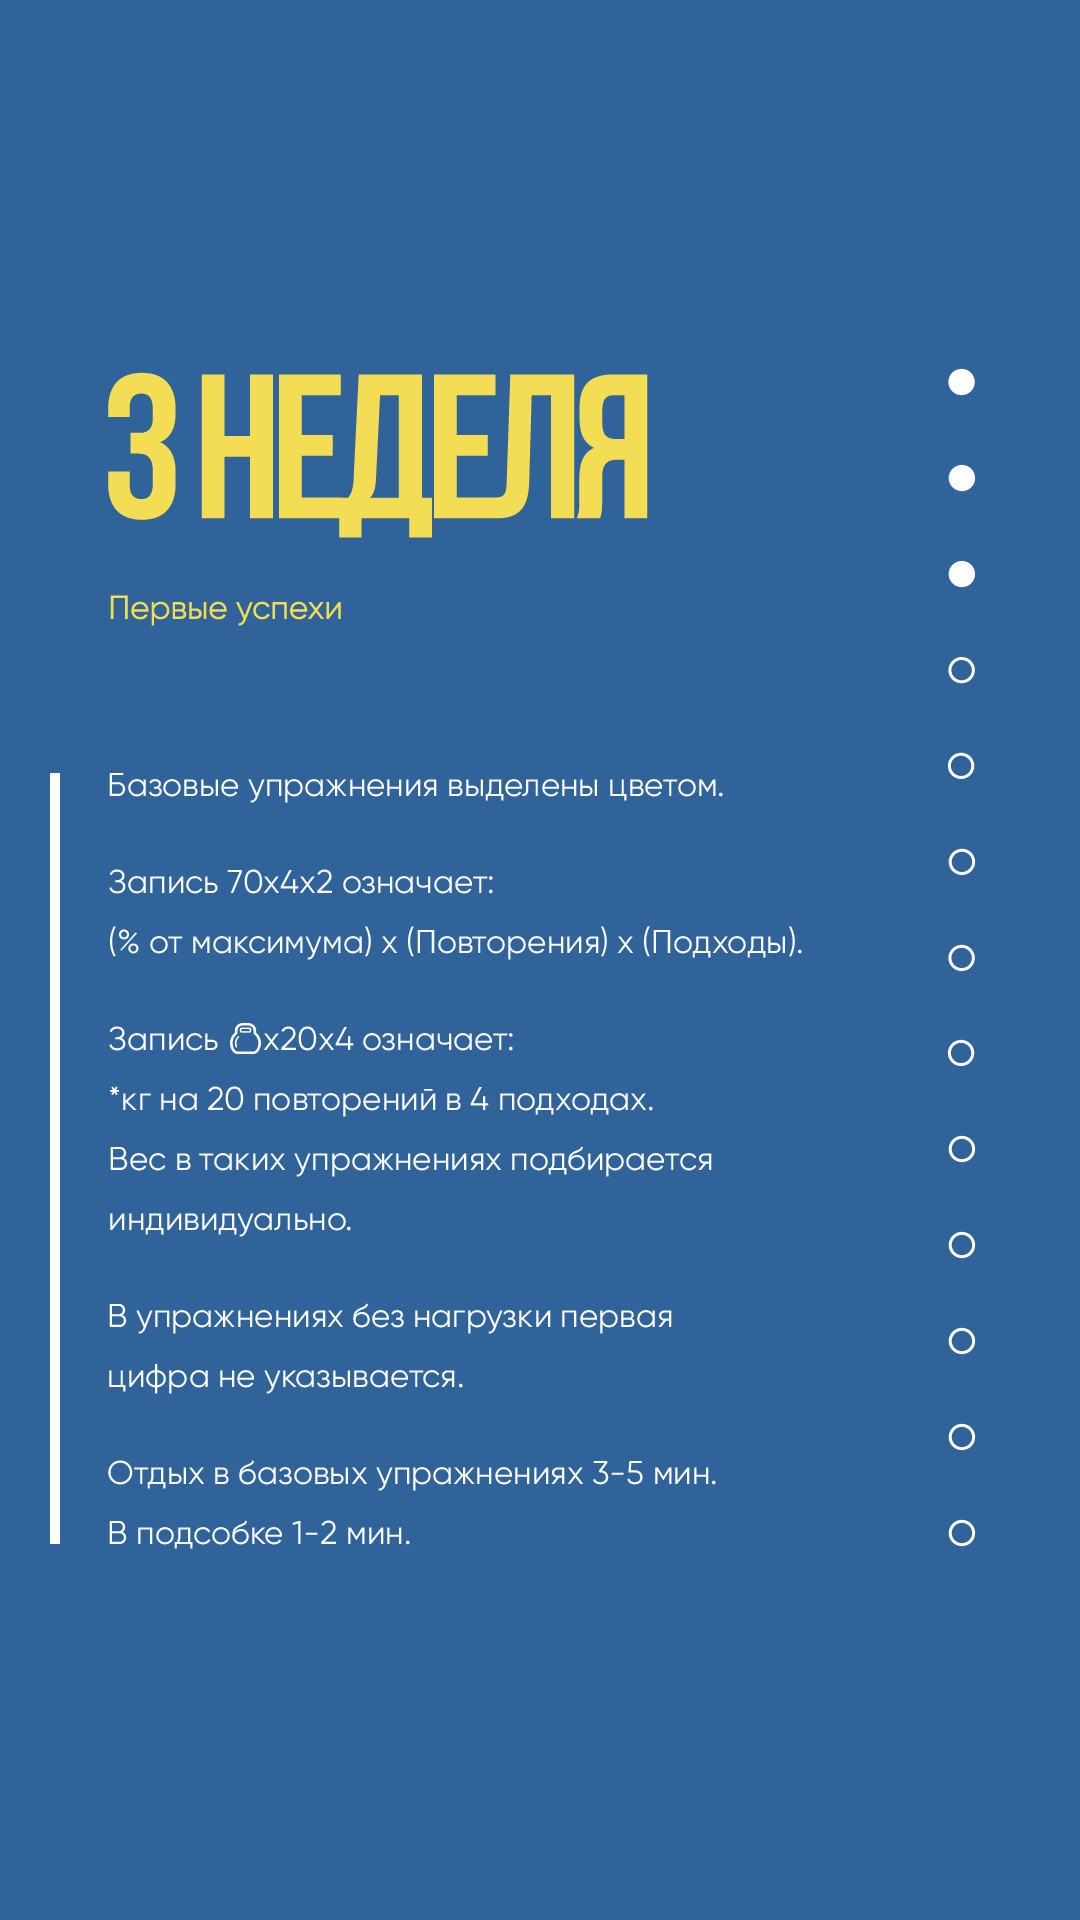 3 НЕДЕЛЯ
Первые успехи
Базовые упражнения выделены цветом.
Запись 70х4х2 означает:
(% от максимума) х (Повторения) х (Подходы).
Запись х20х4 означает:
*кг на 20 повторений в 4 подходах.
Вес в таких упражнениях подбирается
индивидуально.
В упражнениях без нагрузки первая
цифра не указывается.
Отдых в базовых упражнениях 3-5 мин.
В подсобке 1-2 мин.